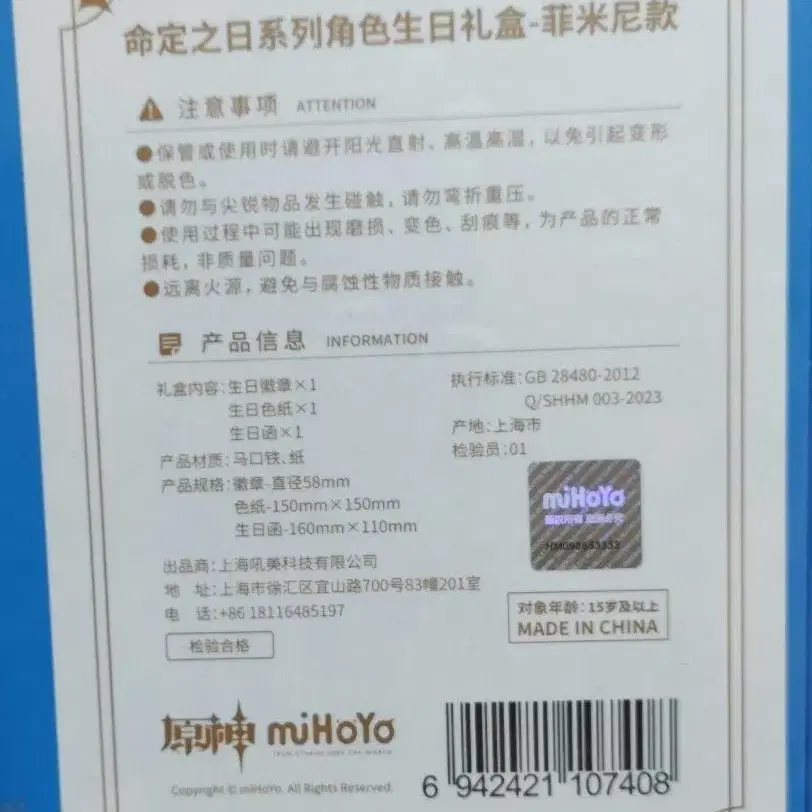 命定之日系列角色生日礼盒-菲米尼款
注意事项 ATTENTION
●保管或使用时请避开阳光直射、高温高湿，以免引起变形
或脱色。
●请勿与尖锐物品发生碰触，请勿弯折重压。
●使用过程中可能出现磨损、变色、刮痕等，为产品的正常
损耗，非质量问题。
●远离火源，避免与腐蚀性物质接触。
产品信息 INFORMATION
礼盒内容：生日徽章×1
生日色纸×1
生日函×1
产品材质：马口铁、纸
产品规格：徽章-直径58mm
色纸-150mm×150mm
生日函-160mm×110mm
执行标准：GB 28480-2012
Q/SHHM 003-2023
产地：上海市
检验员：01
miHoYo
出品商：上海吼美科技有限公司
地 址：上海市徐汇区宜山路700号83幢201室
电 话：+86 18116485197
检验合格
对象年龄：15岁及以上
MADE IN CHINA
原神 miHoYo
TECH OTAKUS SAVE THE WORLD
Copyright © miHoYo. All Rights Reserved.
6 942421 107408